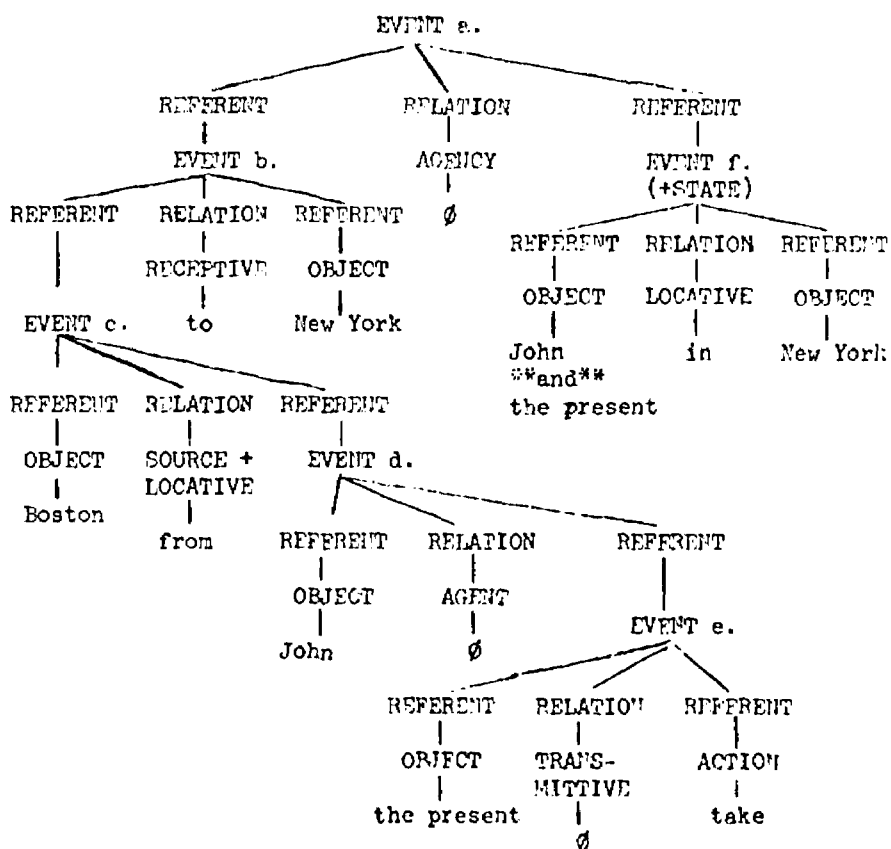 EVENT a.
REFERENT RELATION REFERENT
EVENT b. AGENCY EVENT f.
(+STATE)
REFERENT RELATION REFERENT ∅
REFERENT RELATION REFERENT
RECEPTIVE OBJECT
OBJECT LOCATIVE OBJECT
EVENT c. to New York
John in New York
**and**
the present
REFERENT RELATION REFERENT
OBJECT SOURCE + EVENT d.
LOCATIVE
Boston
from REFERENT RELATION REFERENT
OBJECT AGENT
EVENT e.
John ∅
REFERENT RELATION REFERENT
OBJECT TRANS- ACTION
MITTIVE
the present take
∅